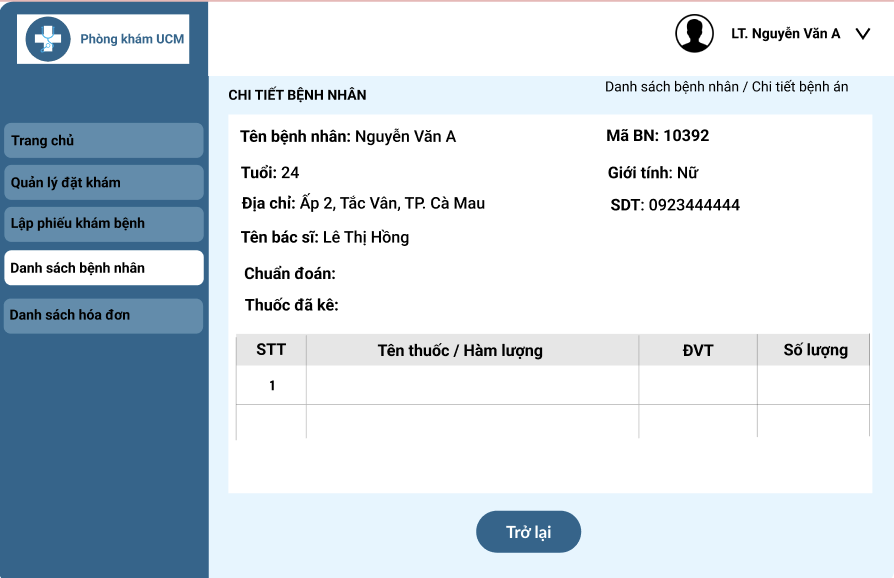 Phòng khám UCM
LT. Nguyễn Văn A
Trang chủ
Quản lý đặt khám
Lập phiếu khám bệnh
Danh sách bệnh nhân
Danh sách hóa đơn
CHI TIẾT BỆNH NHÂN
Danh sách bệnh nhân / Chi tiết bệnh án
Tên bệnh nhân: Nguyễn Văn A
Mã BN: 10392
Tuổi: 24
Giới tính: Nữ
Địa chỉ: Ấp 2, Tắc Vân, TP. Cà Mau
SDT: 0923444444
Tên bác sĩ: Lê Thị Hồng
Chuẩn đoán:
Thuốc đã kê:
STT Tên thuốc / Hàm lượng ĐVT Số lượng
1
Trở lại